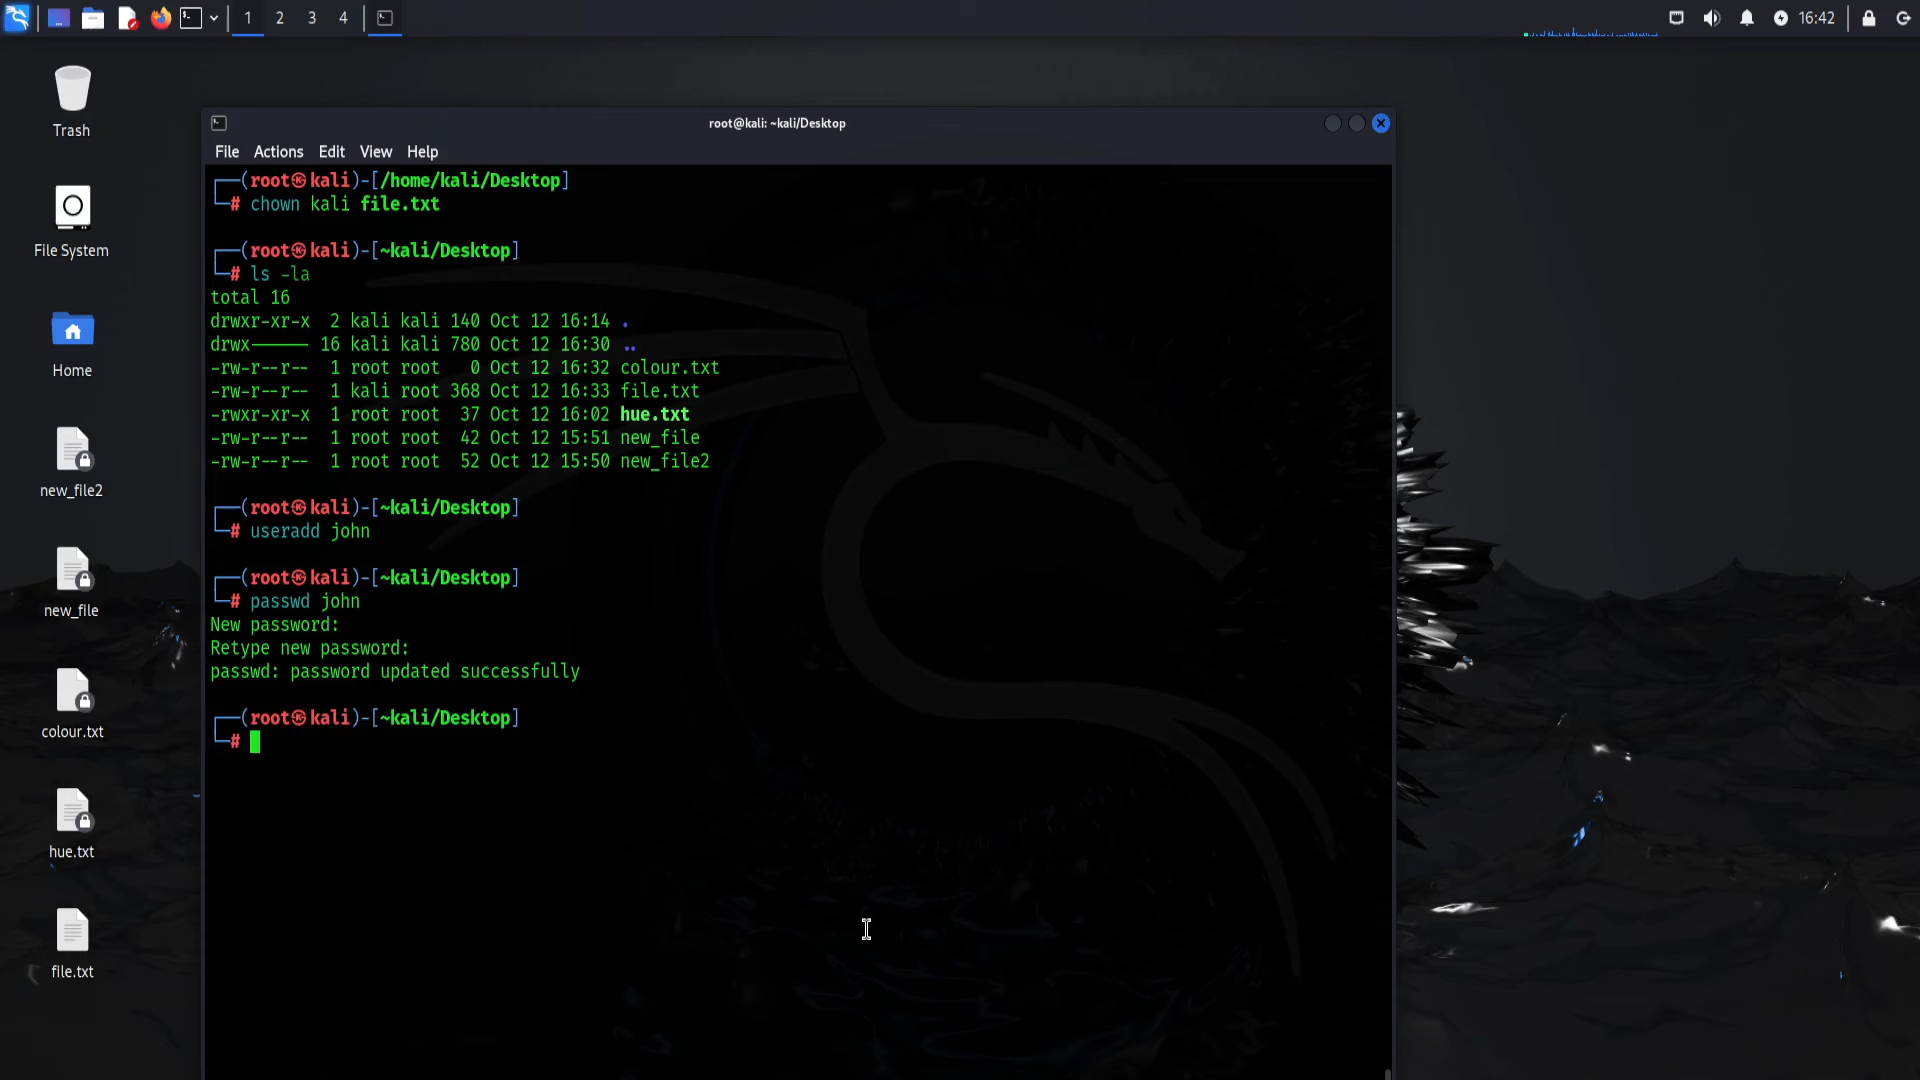 1 2 3 4
16:42
root@kali: ~kali/Desktop
File Actions Edit View Help
┌──(root㉿kali)-[/home/kali/Desktop]
└─# chown kali file.txt
┌──(root㉿kali)-[~kali/Desktop]
└─# ls -la
total 16
drwxr-xr-x  2 kali kali 140 Oct 12 16:14 .
drwx------ 16 kali kali 780 Oct 12 16:30 ..
-rw-r--r--  1 root root   0 Oct 12 16:32 colour.txt
-rw-r--r--  1 kali root 368 Oct 12 16:33 file.txt
-rwxr-xr-x  1 root root  37 Oct 12 16:02 hue.txt
-rw-r--r--  1 root root  42 Oct 12 15:51 new_file
-rw-r--r--  1 root root  52 Oct 12 15:50 new_file2
┌──(root㉿kali)-[~kali/Desktop]
└─# useradd john
┌──(root㉿kali)-[~kali/Desktop]
└─# passwd john
New password:
Retype new password:
passwd: password updated successfully
┌──(root㉿kali)-[~kali/Desktop]
└─#
Trash
File System
Home
new_file2
new_file
colour.txt
hue.txt
file.txt